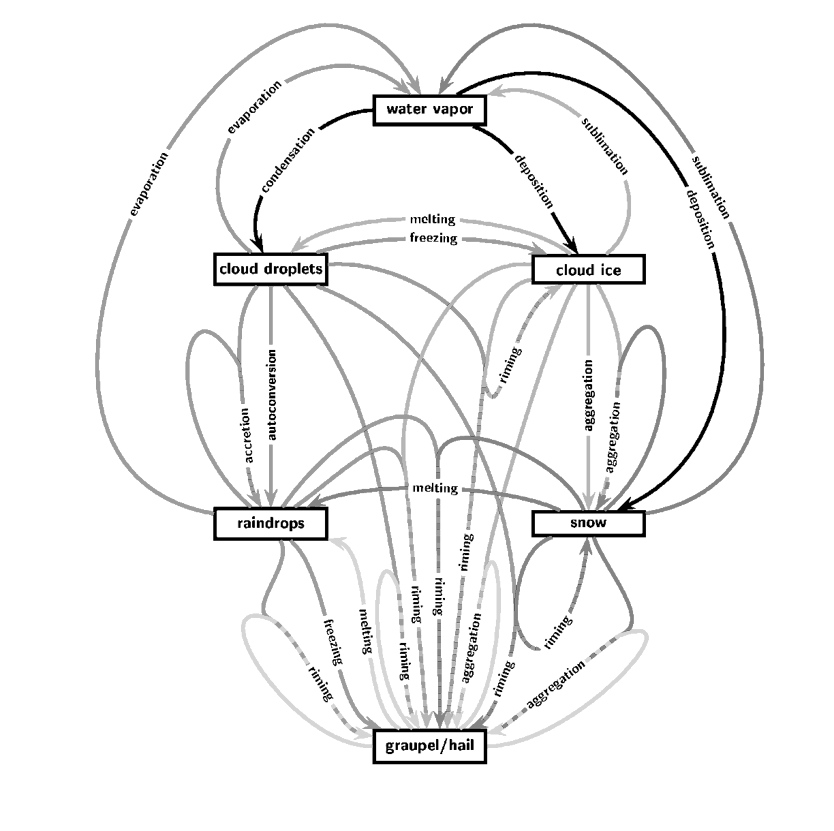 water vapor
evaporation
condensation
deposition
sublimation
evaporation
sublimation
deposition
melting
freezing
cloud droplets
cloud ice
riming
autoconversion
accretion
aggregation
aggregation
melting
raindrops
snow
riming
riming
riming
freezing
melting
riming
aggregation
riming
riming
riming
aggregation
graupel/hail